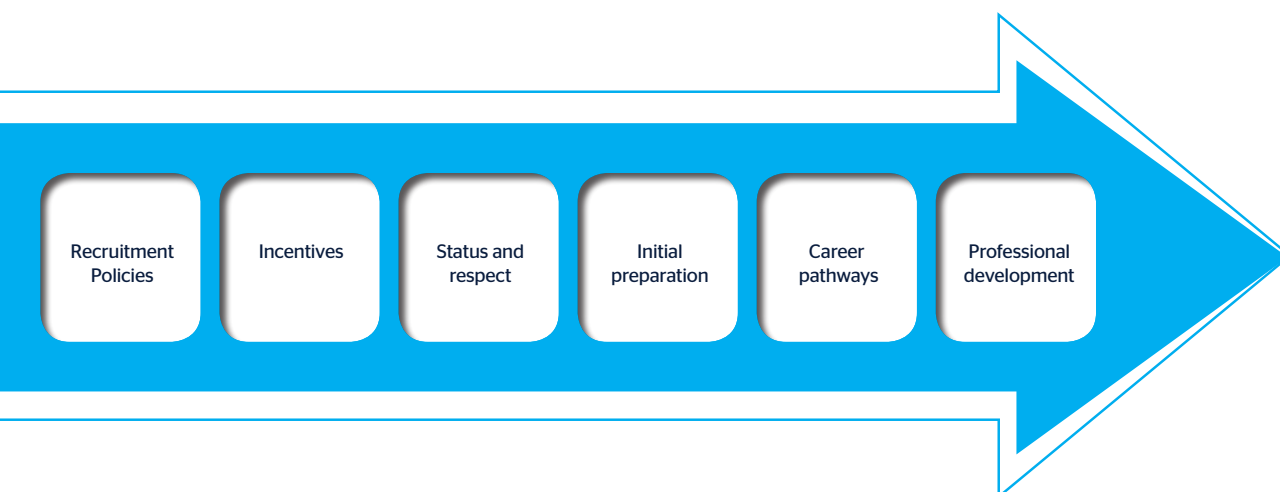 Recruitment
Policies
Incentives
Status and
respect
Initial
preparation
Career
pathways
Professional
development